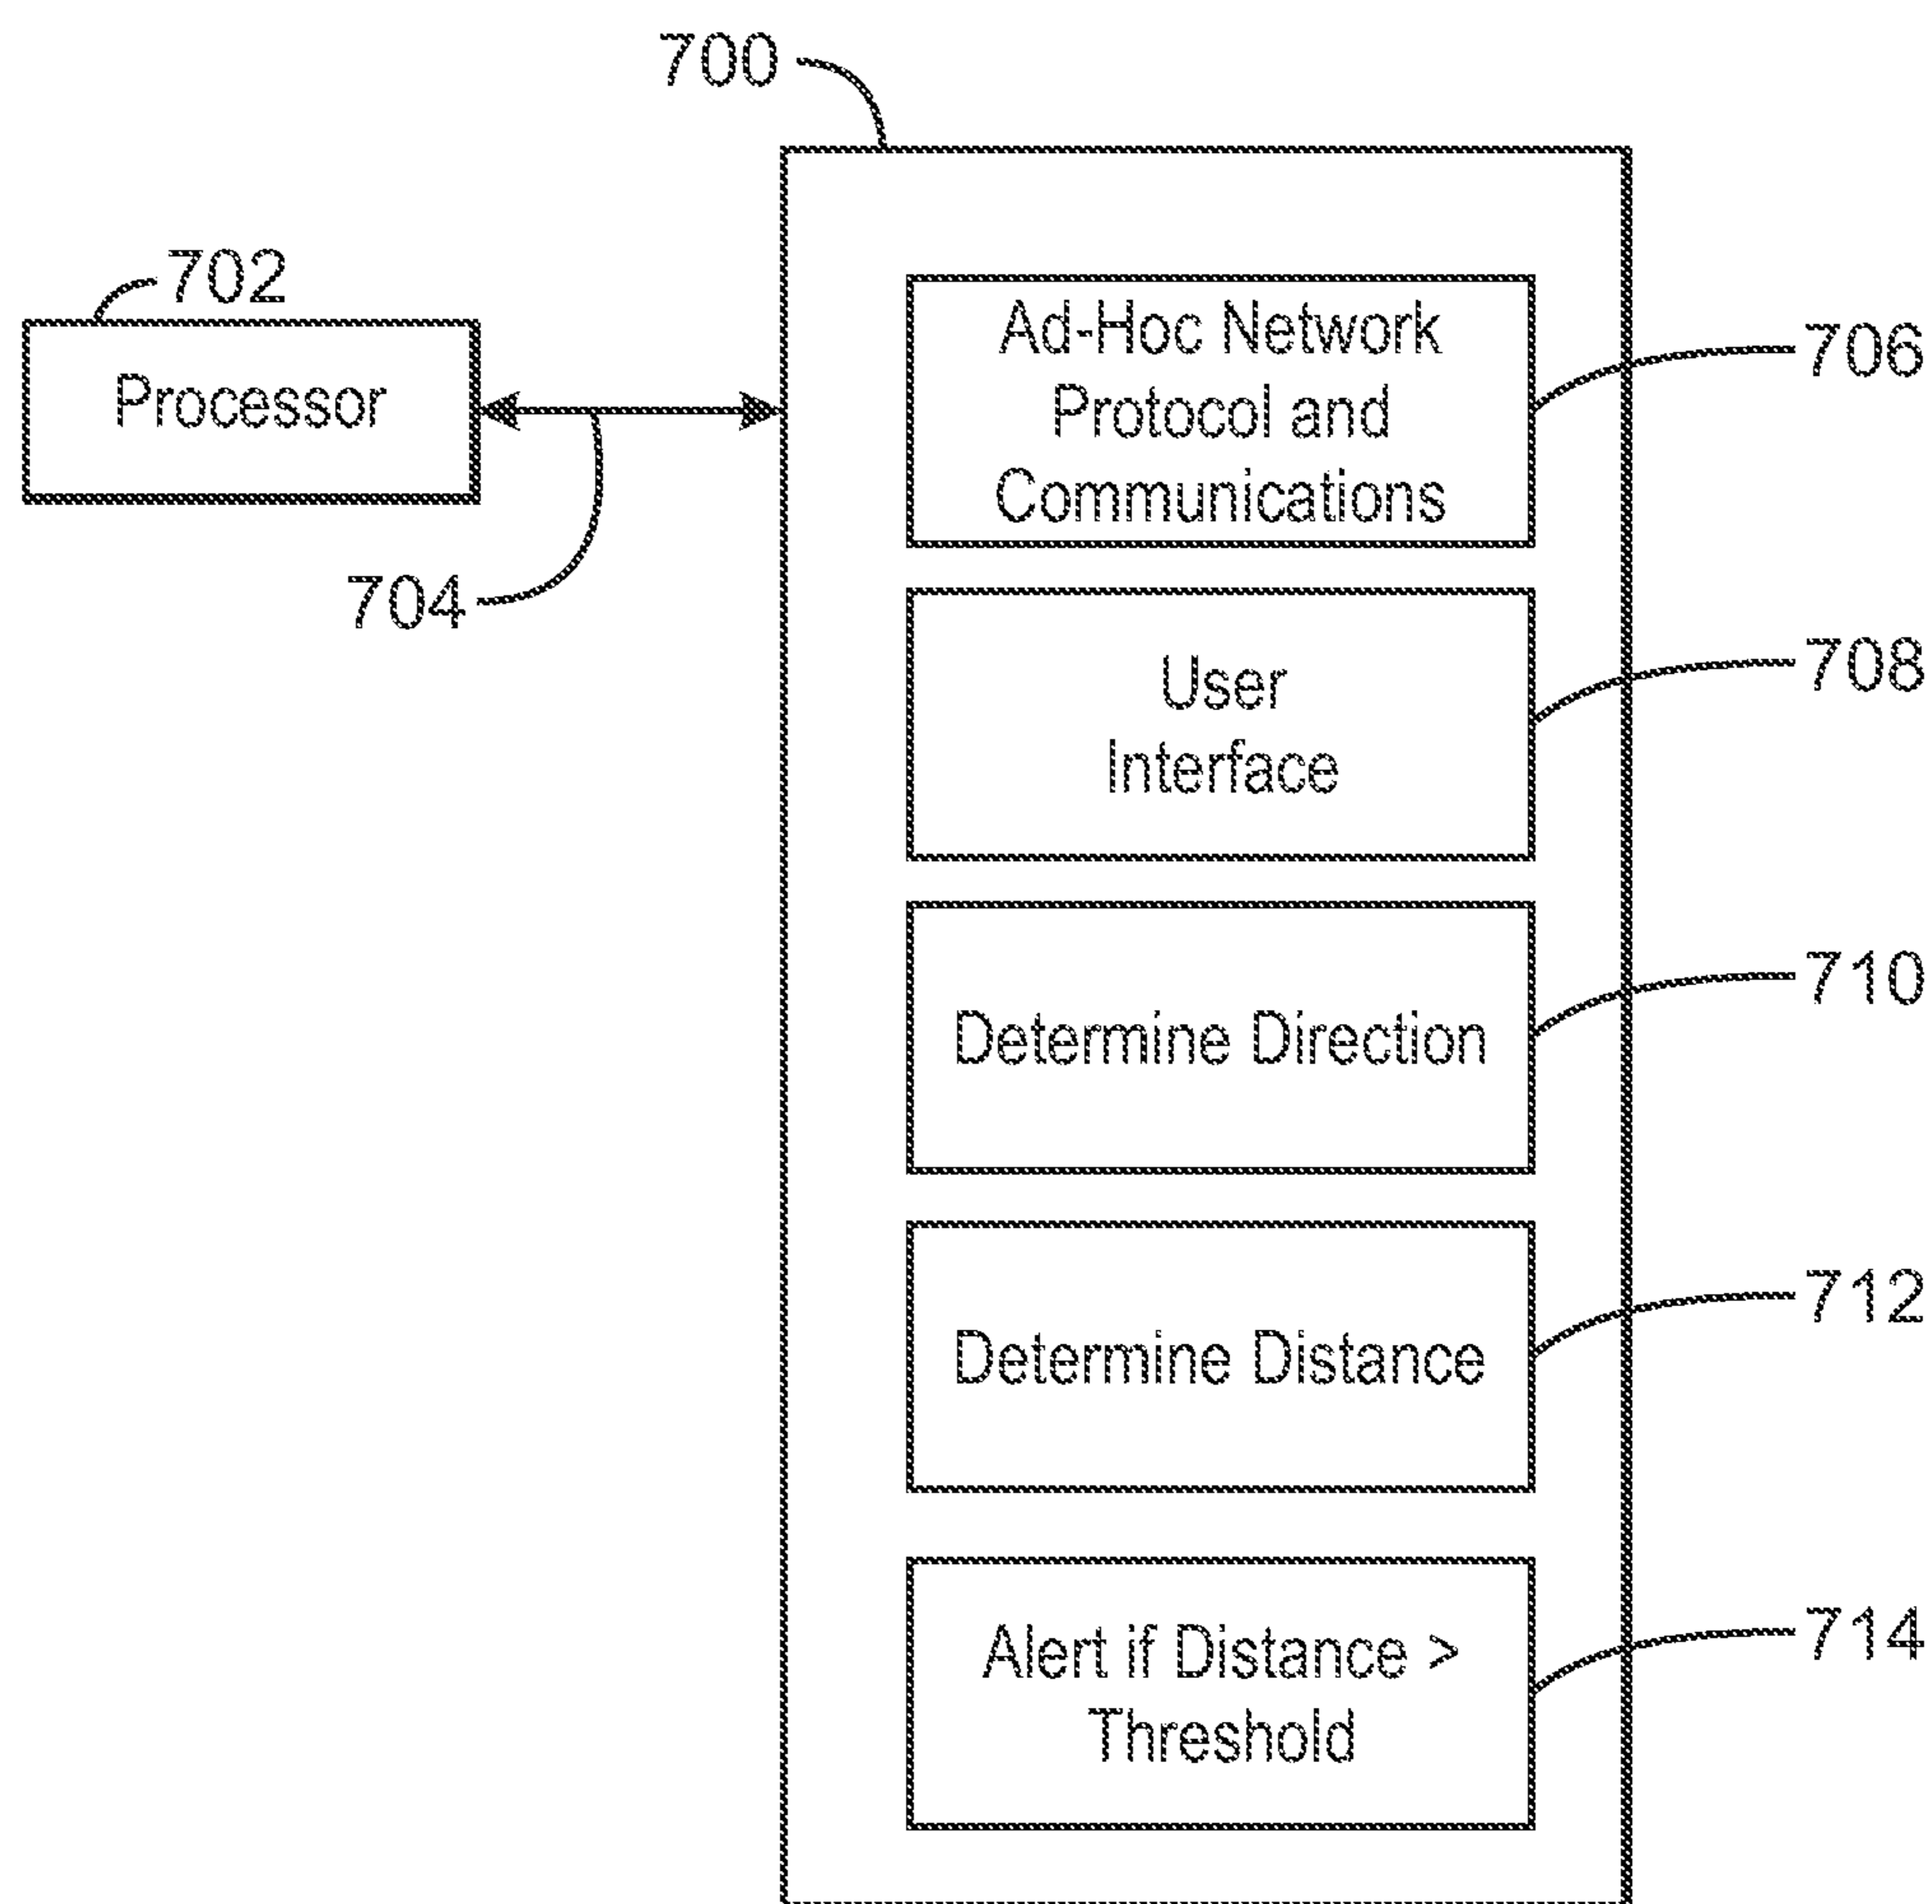 700
702
Processor
704
Ad-Hoc Network
Protocol and
Communications
706
User
Interface
708
Determine Direction
710
Determine Distance
712
Alert if Distance >
Threshold
714